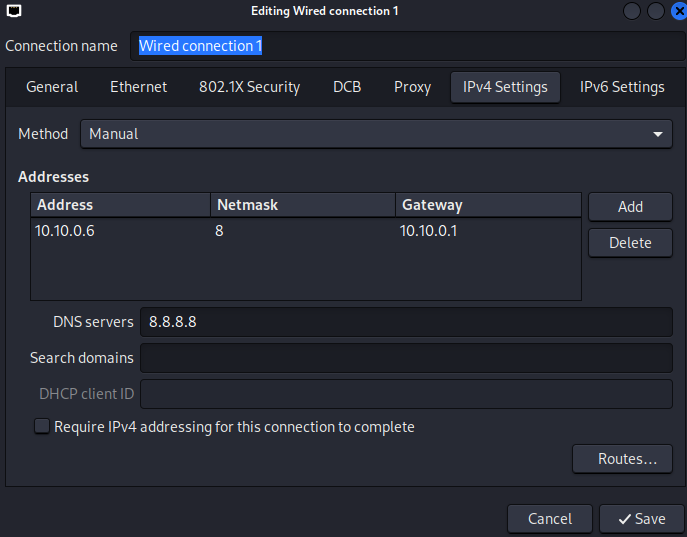 Editing Wired connection 1
Connection name Wired connection 1
General Ethernet 802.1X Security DCB Proxy IPv4 Settings IPv6 Settings
Method Manual
Addresses
Address Netmask Gateway Add
10.10.0.6 8 10.10.0.1
Delete
DNS servers 8.8.8.8
Search domains
DHCP client ID
Require IPv4 addressing for this connection to complete
Routes...
Cancel Save